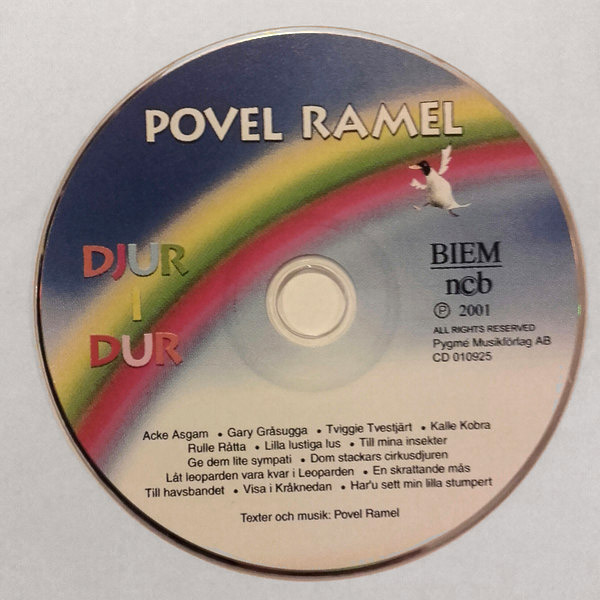 POVEL RAMEL
DJUR
I
DUR
BIEM
ncb
Ⓟ 2001
ALL RIGHTS RESERVED
Pygmé Musikförlag AB
CD 010925
Acke Asgam • Gary Gråsugga • Tviggie Tvestjärt • Kalle Kobra
Rulle Råtta • Lilla lustiga lus • Till mina insekter
Ge dem lite sympati • Dom stackars cirkusdjuren
Låt leoparden vara kvar i Leoparden • En skrattande mås
Till havsbandet • Visa i Kråknedan • Har'u sett min lilla stumpert
Texter och musik: Povel Ramel